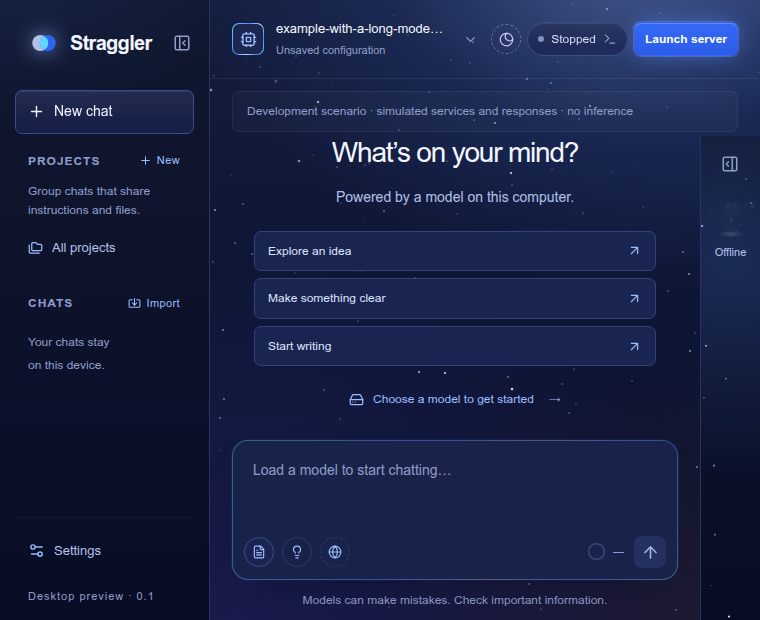 Straggler
example-with-a-long-mode…
Unsaved configuration
Stopped
Launch server
New chat
Development scenario · simulated services and responses · no inference
PROJECTS
New
Group chats that share
instructions and files.
All projects
CHATS
Import
Your chats stay
on this device.
Settings
Desktop preview · 0.1
What's on your mind?
Powered by a model on this computer.
Explore an idea
Make something clear
Start writing
Choose a model to get started →
Load a model to start chatting…
Models can make mistakes. Check important information.
Offline